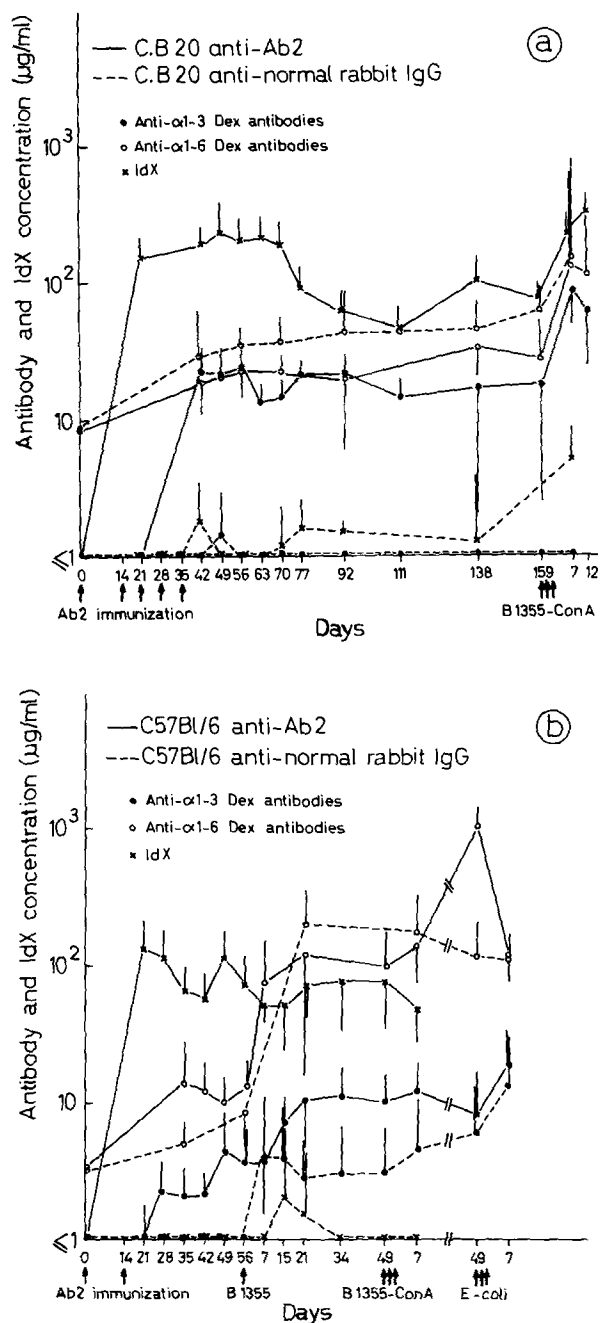 ⓐ
C.B 20 anti-Ab2
C.B 20 anti-normal rabbit IgG
Anti-α1-3 Dex antibodies
Anti-α1-6 Dex antibodies
IdX
Antibody and IdX concentration (µg/ml)
10³
10²
10
≤1
0 14 21 28 35 42 49 56 63 70 77 92 111 138 159 7 12
Ab2 immunization B1355-ConA
Days
ⓑ
C57Bl/6 anti-Ab2
C57Bl/6 anti-normal rabbit IgG
Anti-α1-3 Dex antibodies
Anti-α1-6 Dex antibodies
IdX
Antibody and IdX concentration (µg/ml)
10³
10²
10
≤1
0 14 21 28 35 42 49 56 7 15 21 34 49 7 49 7
Ab2 immunization B1355 B1355-ConA E-coli
Days